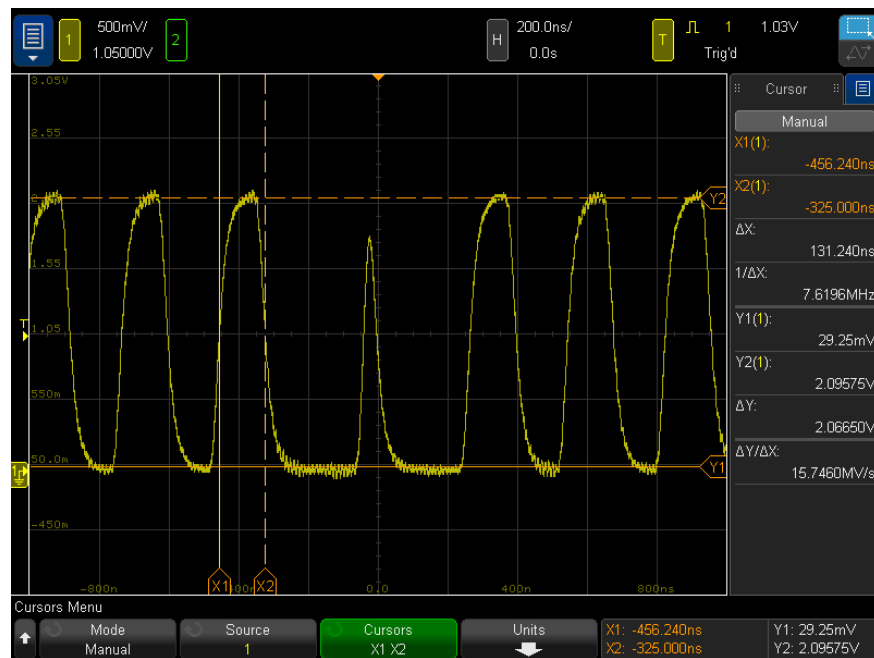 1 500mV/ 2 H 200.0ns/ T 1 1.03V
1.05000V 0.0s Trig'd
3.05V
2.55
1.55
1.05
550m
50.0m
-450m
-800n 0.0 400n 800ns
T
1
Y2
Y1
X1 X2
Cursor
Manual
X1(1):
-456.240ns
X2(1):
-325.000ns
ΔX:
131.240ns
1/ΔX:
7.6196MHz
Y1(1):
29.25mV
Y2(1):
2.09575V
ΔY:
2.06650V
ΔY/ΔX:
15.7460MV/s
Cursors Menu
Mode Source Cursors Units X1: -456.240ns Y1: 29.25mV
Manual 1 X1 X2 X2: -325.000ns Y2: 2.09575V